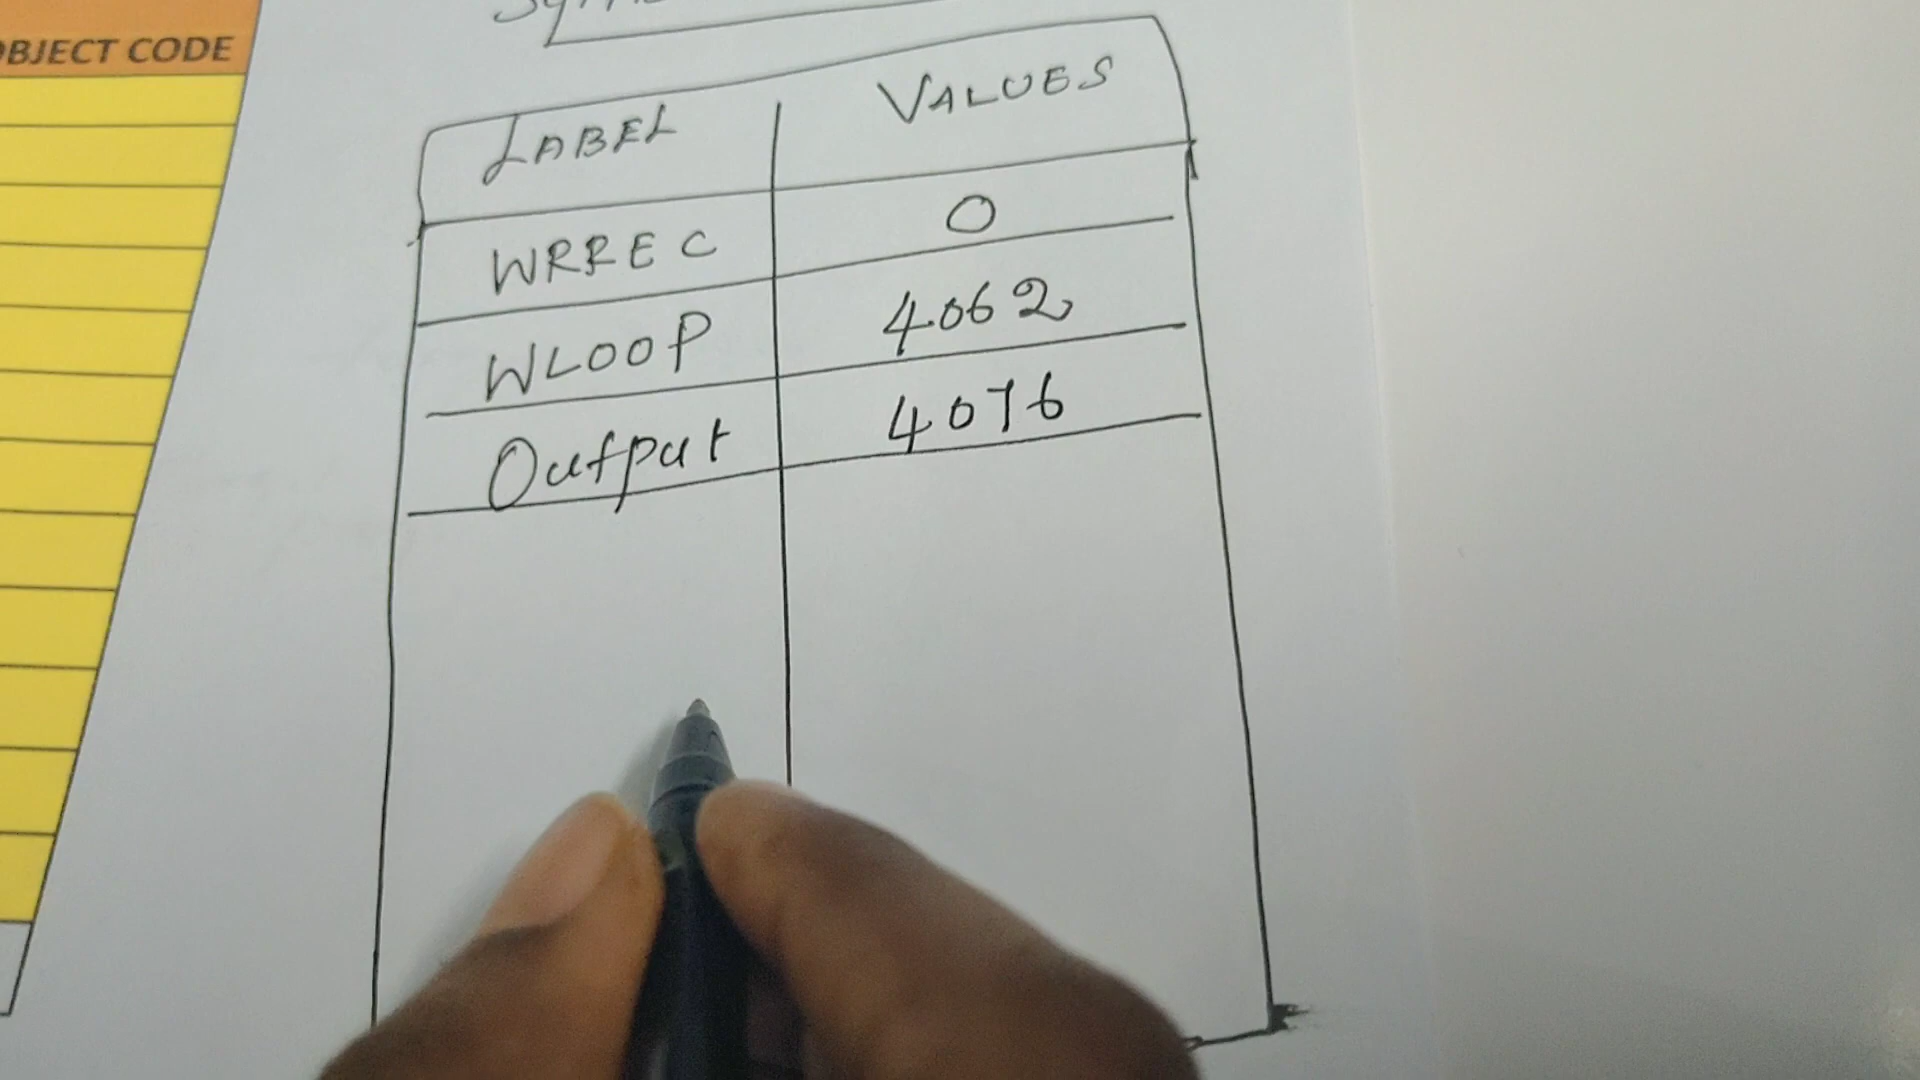 OBJECT CODE
LABEL VALUES
WRREC 0
WLOOP 4062
Output 4076